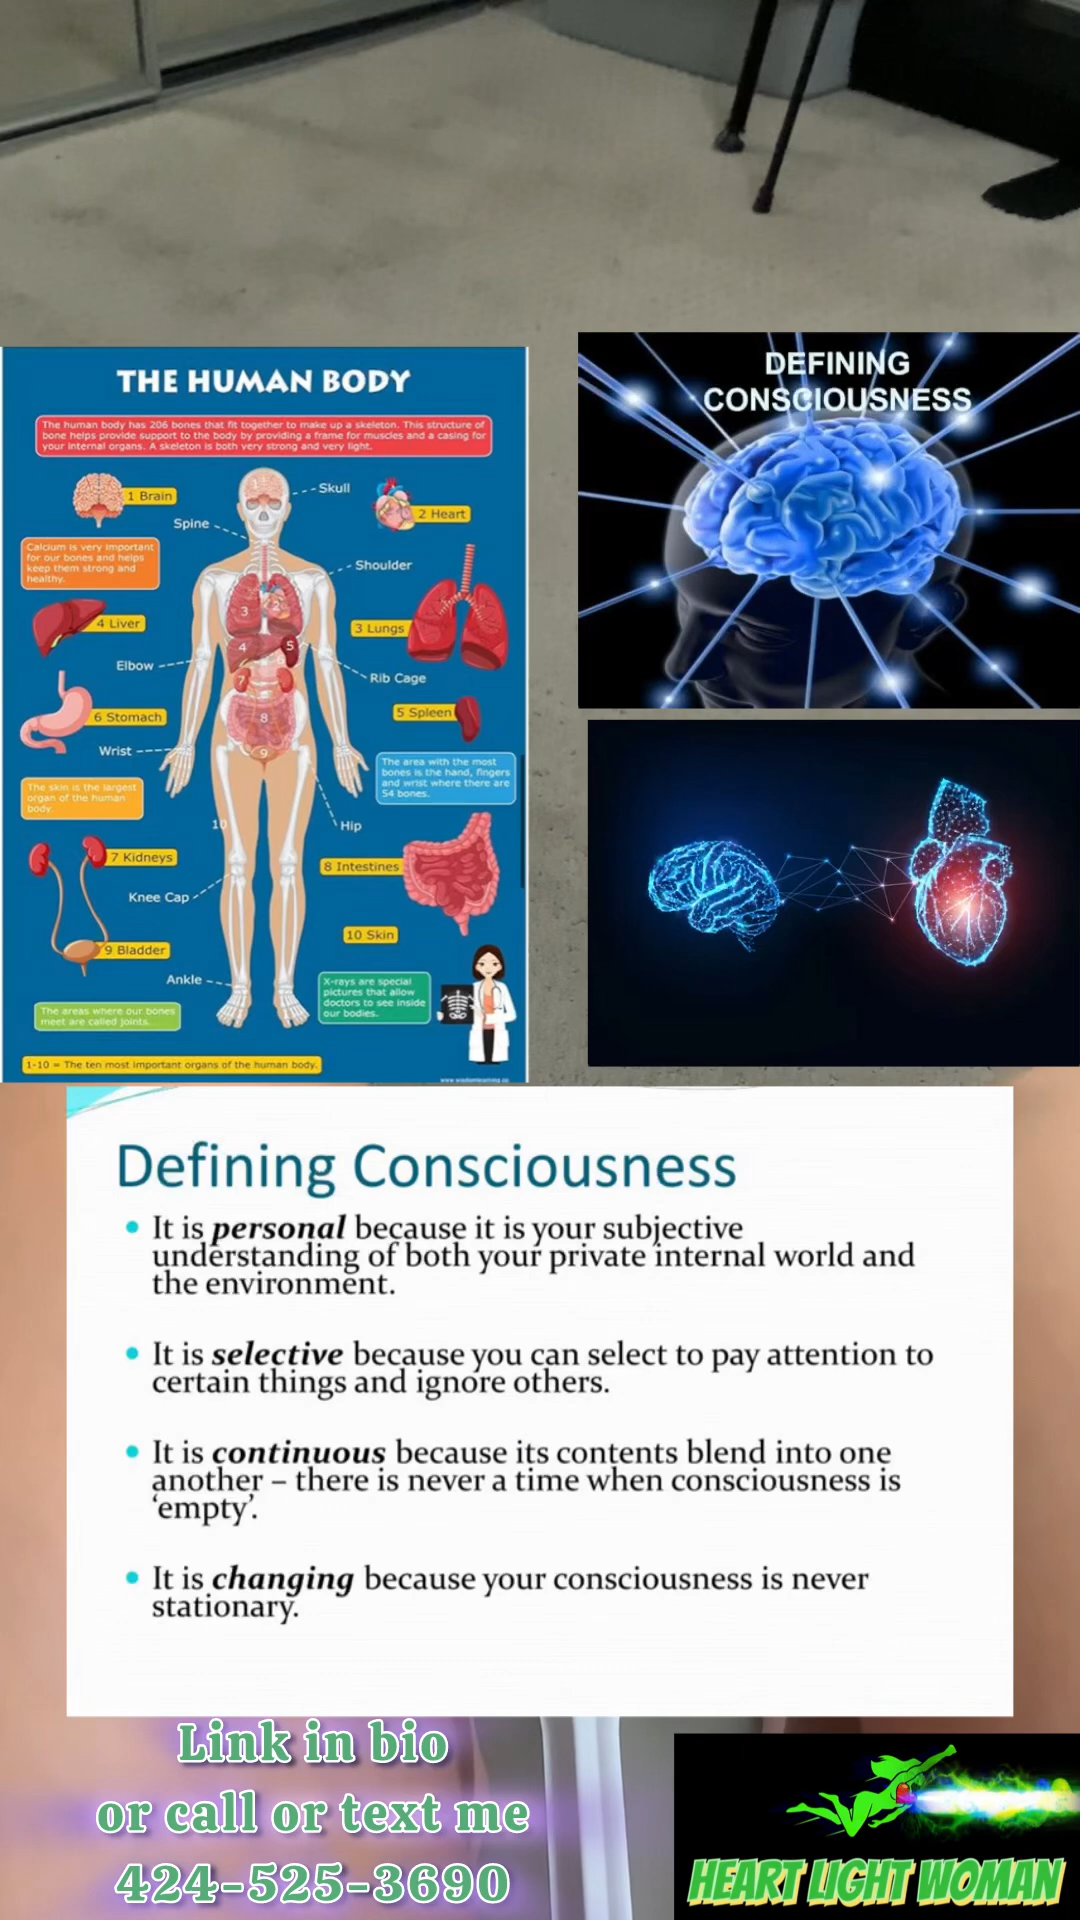 THE HUMAN BODY
The human body has 206 bones that fit together to make up a skeleton. This structure of
bone helps provide support to the body by providing a frame for muscles and a casing for
your internal organs. A skeleton is both very strong and very light.
1 Brain
Skull
2 Heart
Spine
Calcium is very important
for our bones and helps
keep them strong and
healthy.
Shoulder
4 Liver
3 Lungs
Elbow
Rib Cage
6 Stomach
5 Spleen
Wrist
The area with the most
bones is the hand, fingers
and wrist where there are
54 bones.
The skin is the largest
organ of the human
body.
Hip
7 Kidneys
8 Intestines
Knee Cap
10 Skin
9 Bladder
Ankle
X-rays are special
pictures that allow
doctors to see inside
our bodies.
The areas where our bones
meet are called joints.
1-10 = The ten most important organs of the human body.
1
2
3
4
5
7
8
9
10
DEFINING
CONSCIOUSNESS
Defining Consciousness
• It is personal because it is your subjective
understanding of both your private internal world and
the environment.
• It is selective because you can select to pay attention to
certain things and ignore others.
• It is continuous because its contents blend into one
another – there is never a time when consciousness is
‘empty’.
• It is changing because your consciousness is never
stationary.
Link in bio
or call or text me
424-525-3690
HEART LIGHT WOMAN